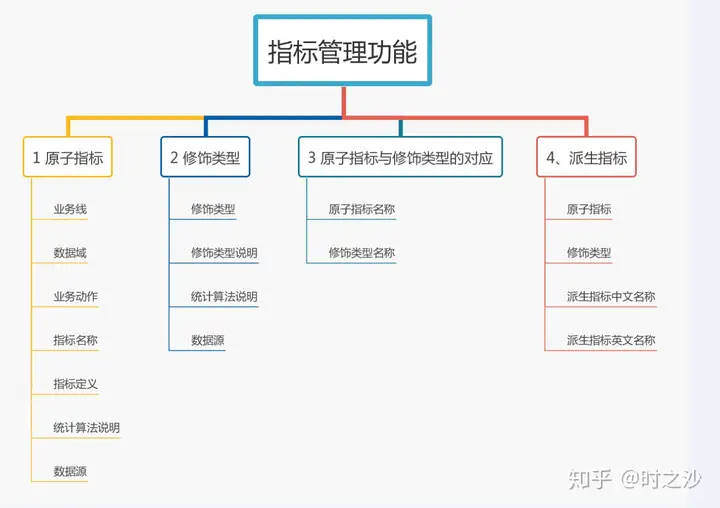 指标管理功能
1 原子指标
业务线
数据域
业务动作
指标名称
指标定义
统计算法说明
数据源
2 修饰类型
修饰类型
修饰类型说明
统计算法说明
数据源
3 原子指标与修饰类型的对应
原子指标名称
修饰类型名称
4、派生指标
原子指标
修饰类型
派生指标中文名称
派生指标英文名称
知乎 @时之沙